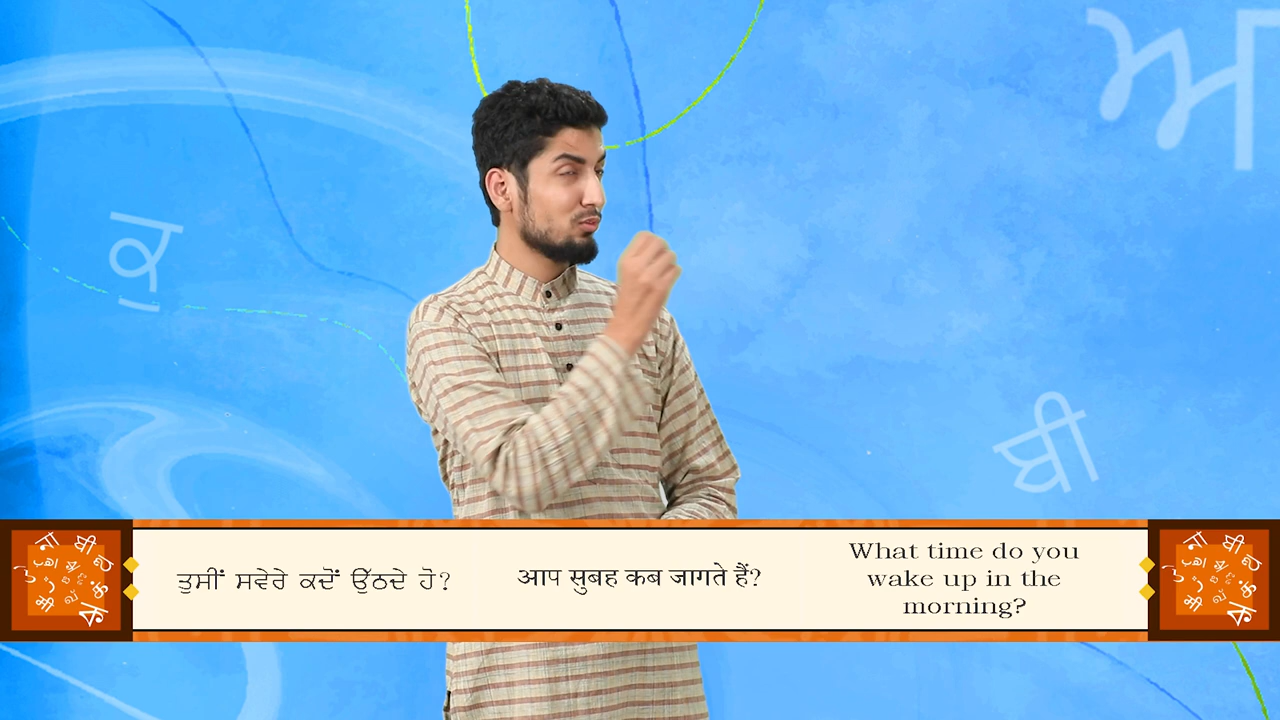 ਅ
ਕੁ
ਬੀ
ਤੁਸੀਂ ਸਵੇਰੇ ਕਦੋਂ ਉੱਠਦੇ ਹੋ?
आप सुबह कब जागते हैं?
What time do you
wake up in the
morning?